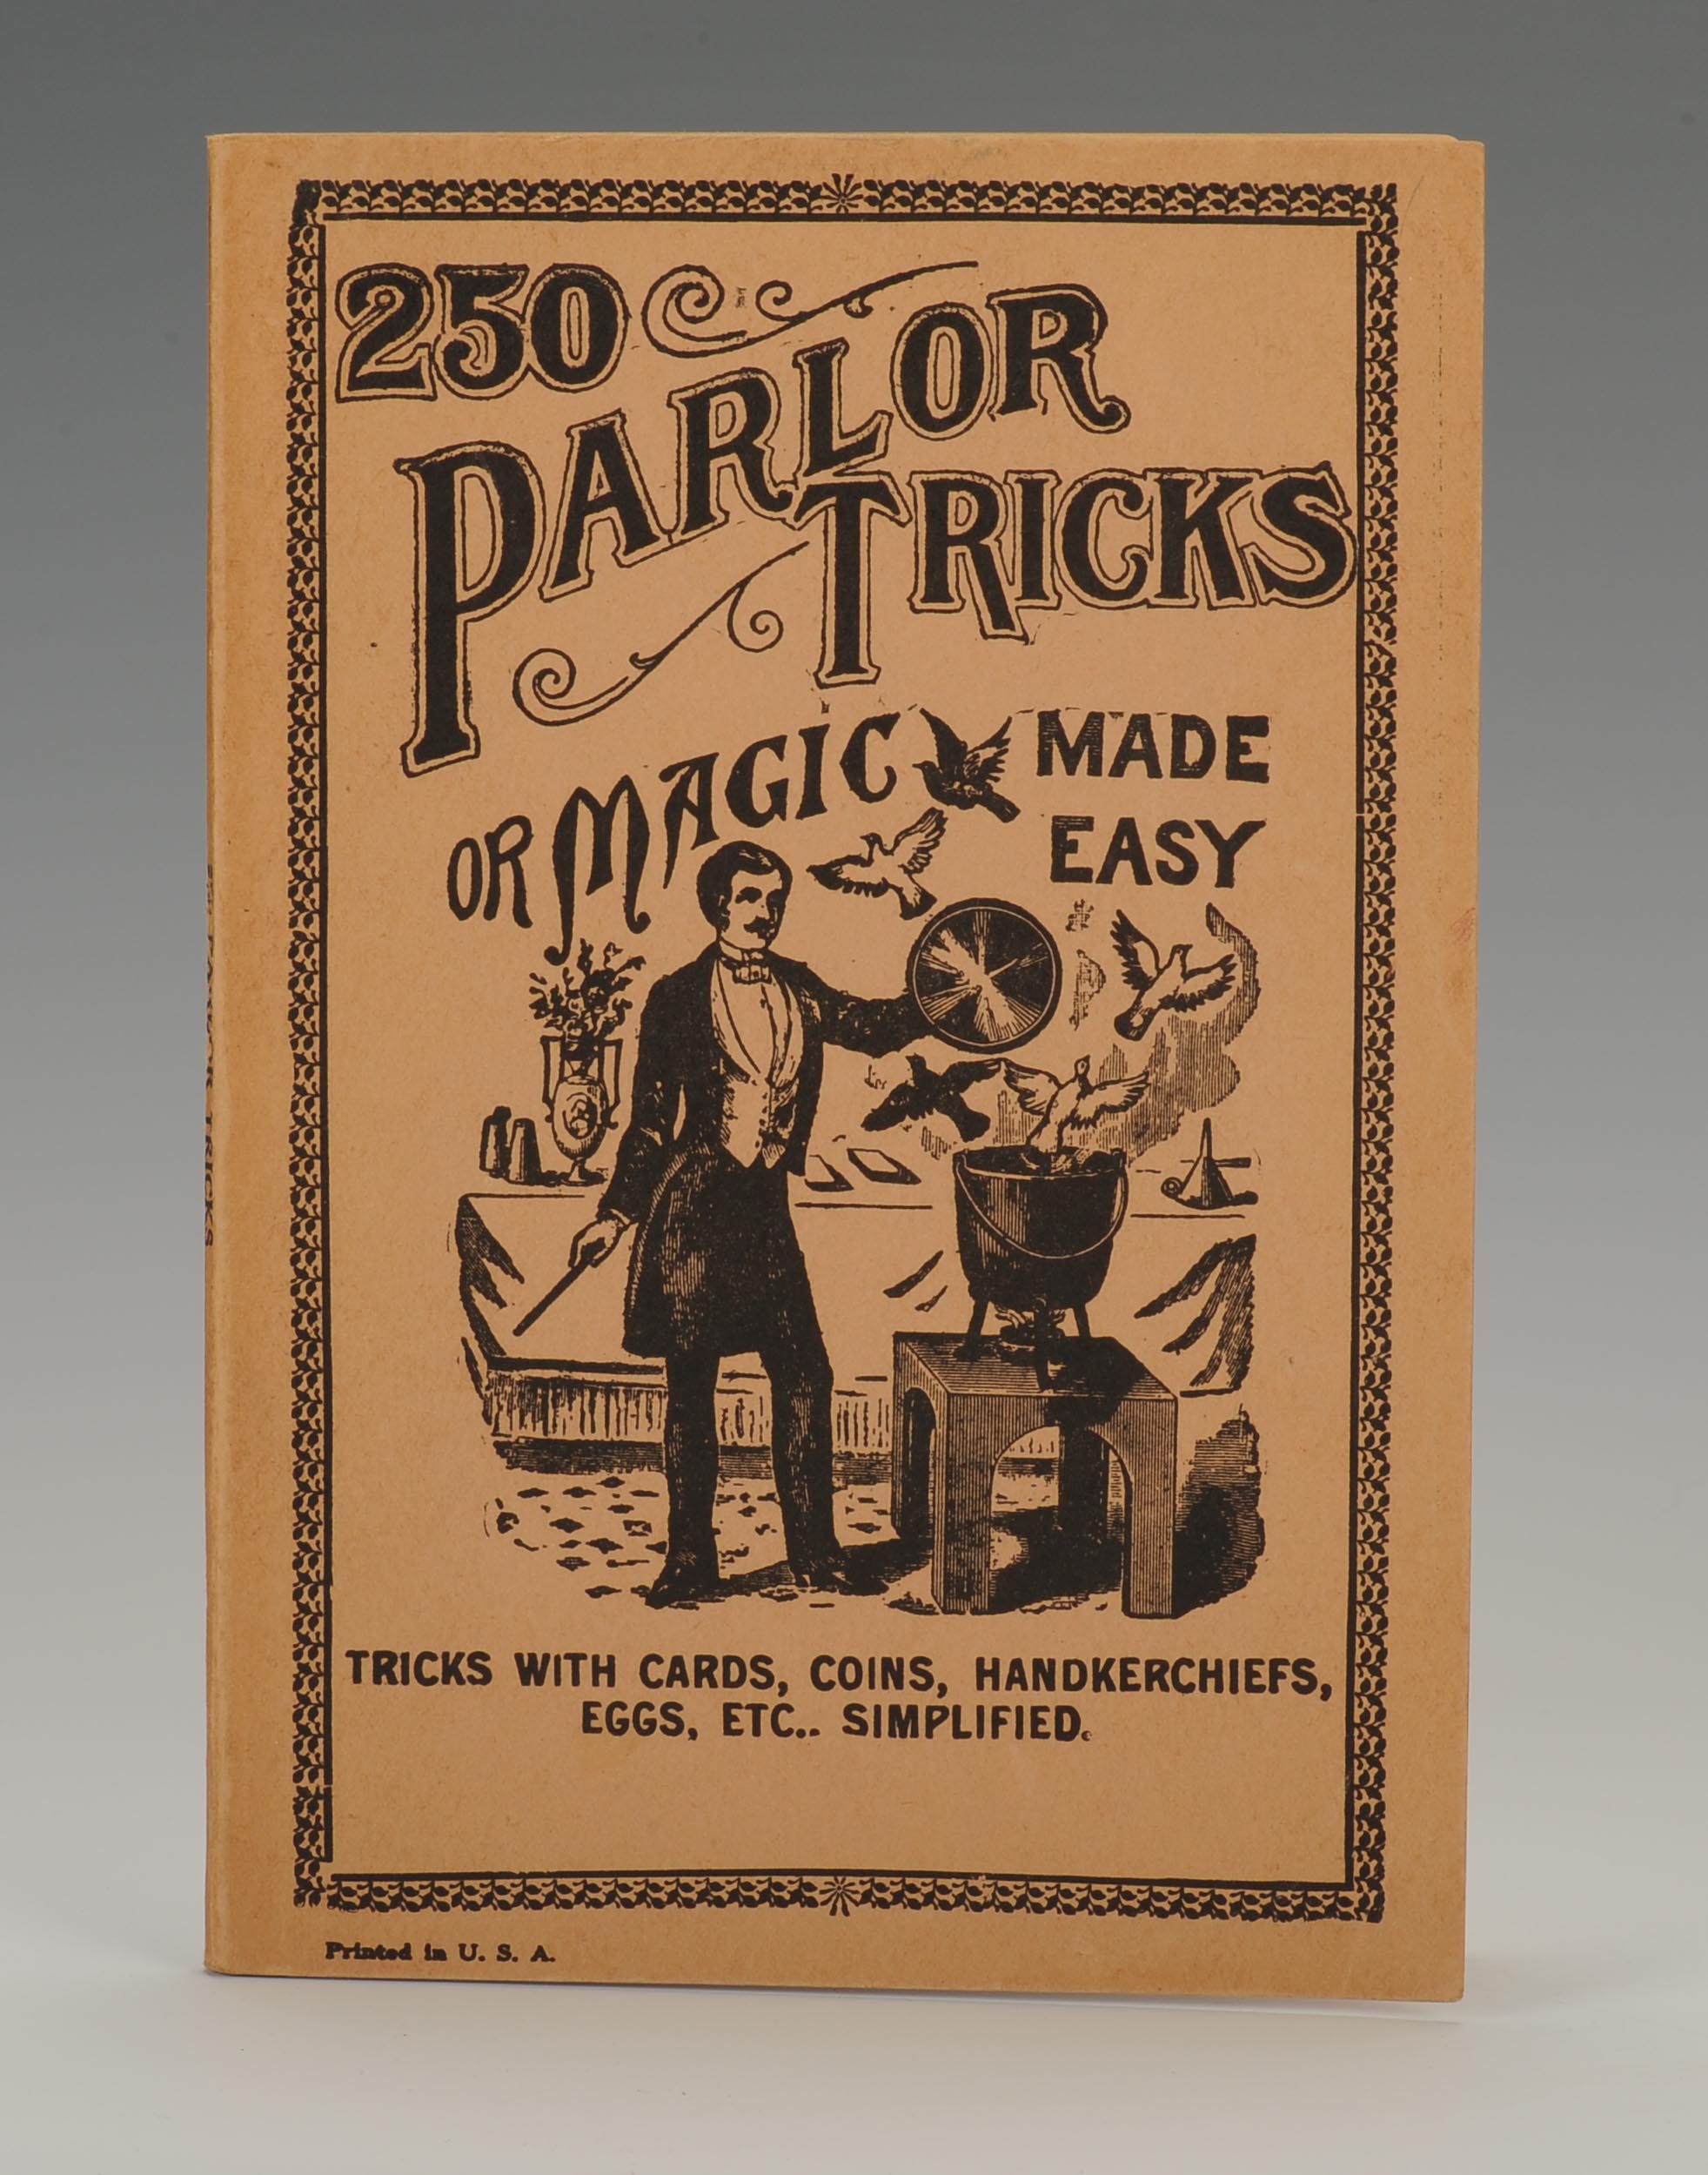 250
PARLOR
TRICKS
OR MAGIC MADE
EASY
TRICKS WITH CARDS, COINS, HANDKERCHIEFS,
EGGS, ETC.. SIMPLIFIED.
Printed in U. S. A.